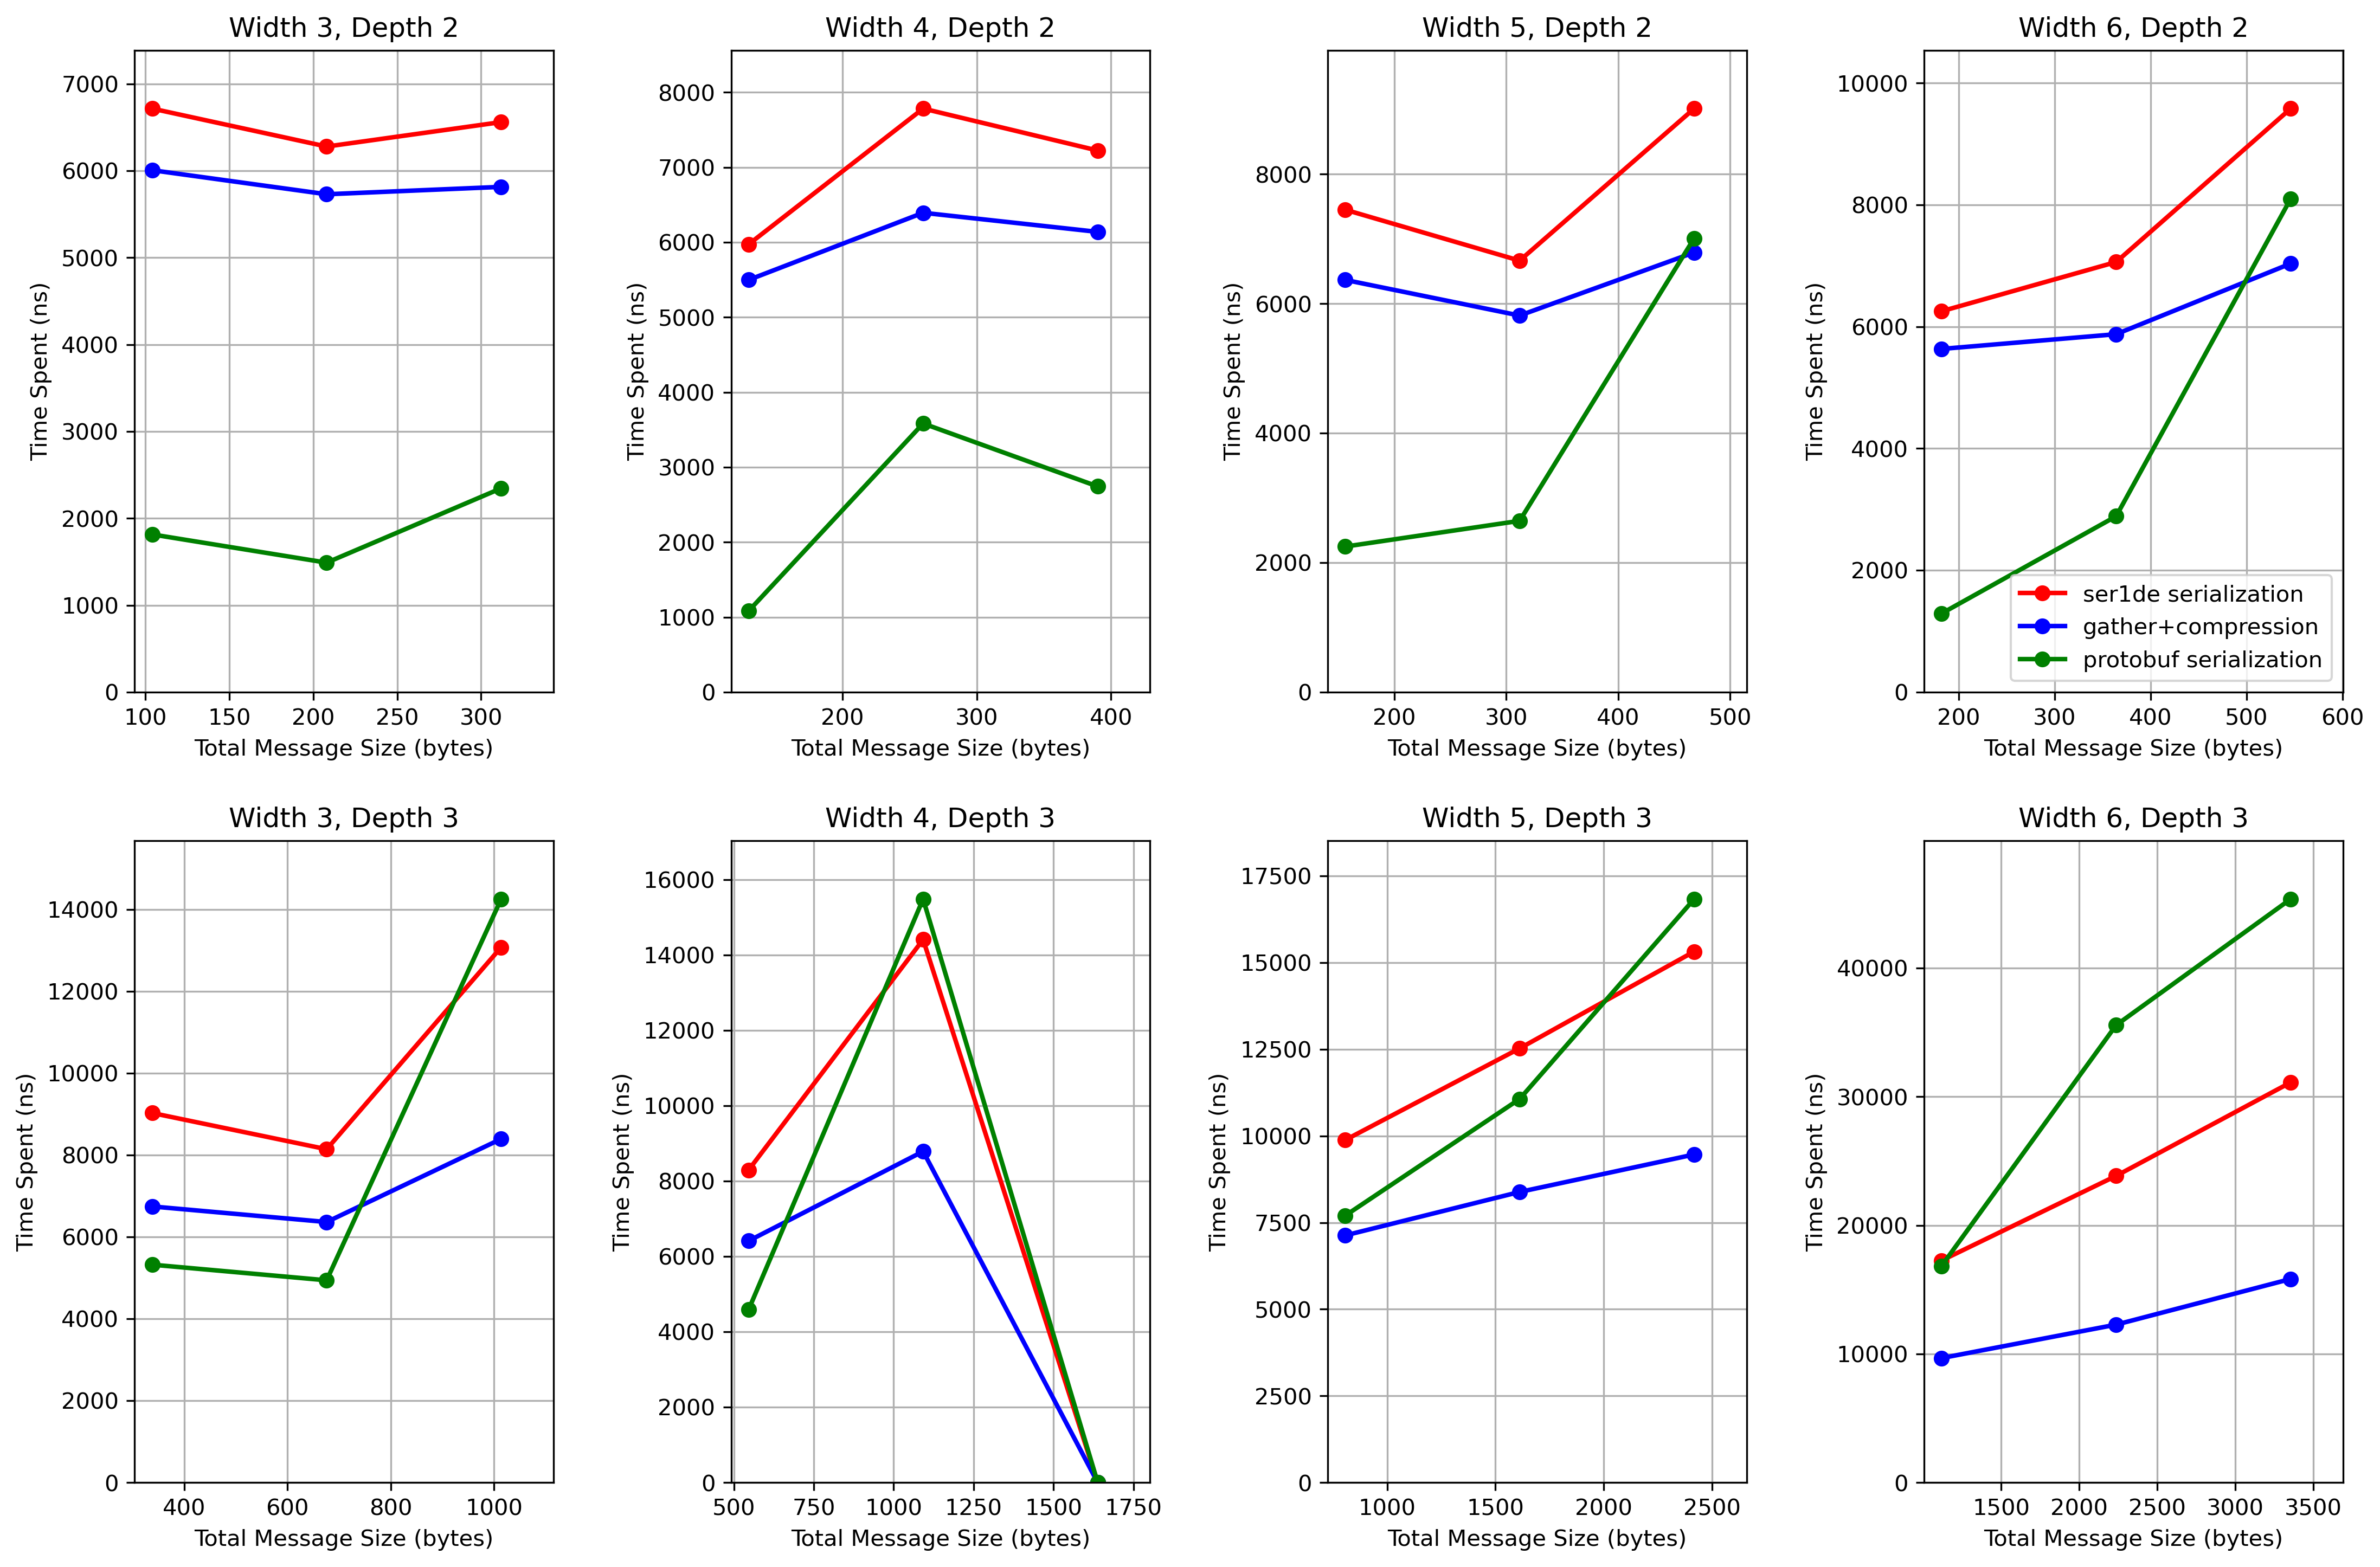 Width 3, Depth 2
Time Spent (ns)
7000
6000
5000
4000
3000
2000
1000
0
100 150 200 250 300
Total Message Size (bytes)
Width 4, Depth 2
Time Spent (ns)
8000
7000
6000
5000
4000
3000
2000
1000
0
200 300 400
Total Message Size (bytes)
Width 5, Depth 2
Time Spent (ns)
8000
6000
4000
2000
0
200 300 400 500
Total Message Size (bytes)
Width 6, Depth 2
Time Spent (ns)
10000
8000
6000
4000
2000
0
ser1de serialization
gather+compression
protobuf serialization
200 300 400 500 600
Total Message Size (bytes)
Width 3, Depth 3
Time Spent (ns)
14000
12000
10000
8000
6000
4000
2000
0
400 600 800 1000
Total Message Size (bytes)
Width 4, Depth 3
Time Spent (ns)
16000
14000
12000
10000
8000
6000
4000
2000
0
500 750 1000 1250 1500 1750
Total Message Size (bytes)
Width 5, Depth 3
Time Spent (ns)
17500
15000
12500
10000
7500
5000
2500
0
1000 1500 2000 2500
Total Message Size (bytes)
Width 6, Depth 3
Time Spent (ns)
40000
30000
20000
10000
0
1500 2000 2500 3000 3500
Total Message Size (bytes)